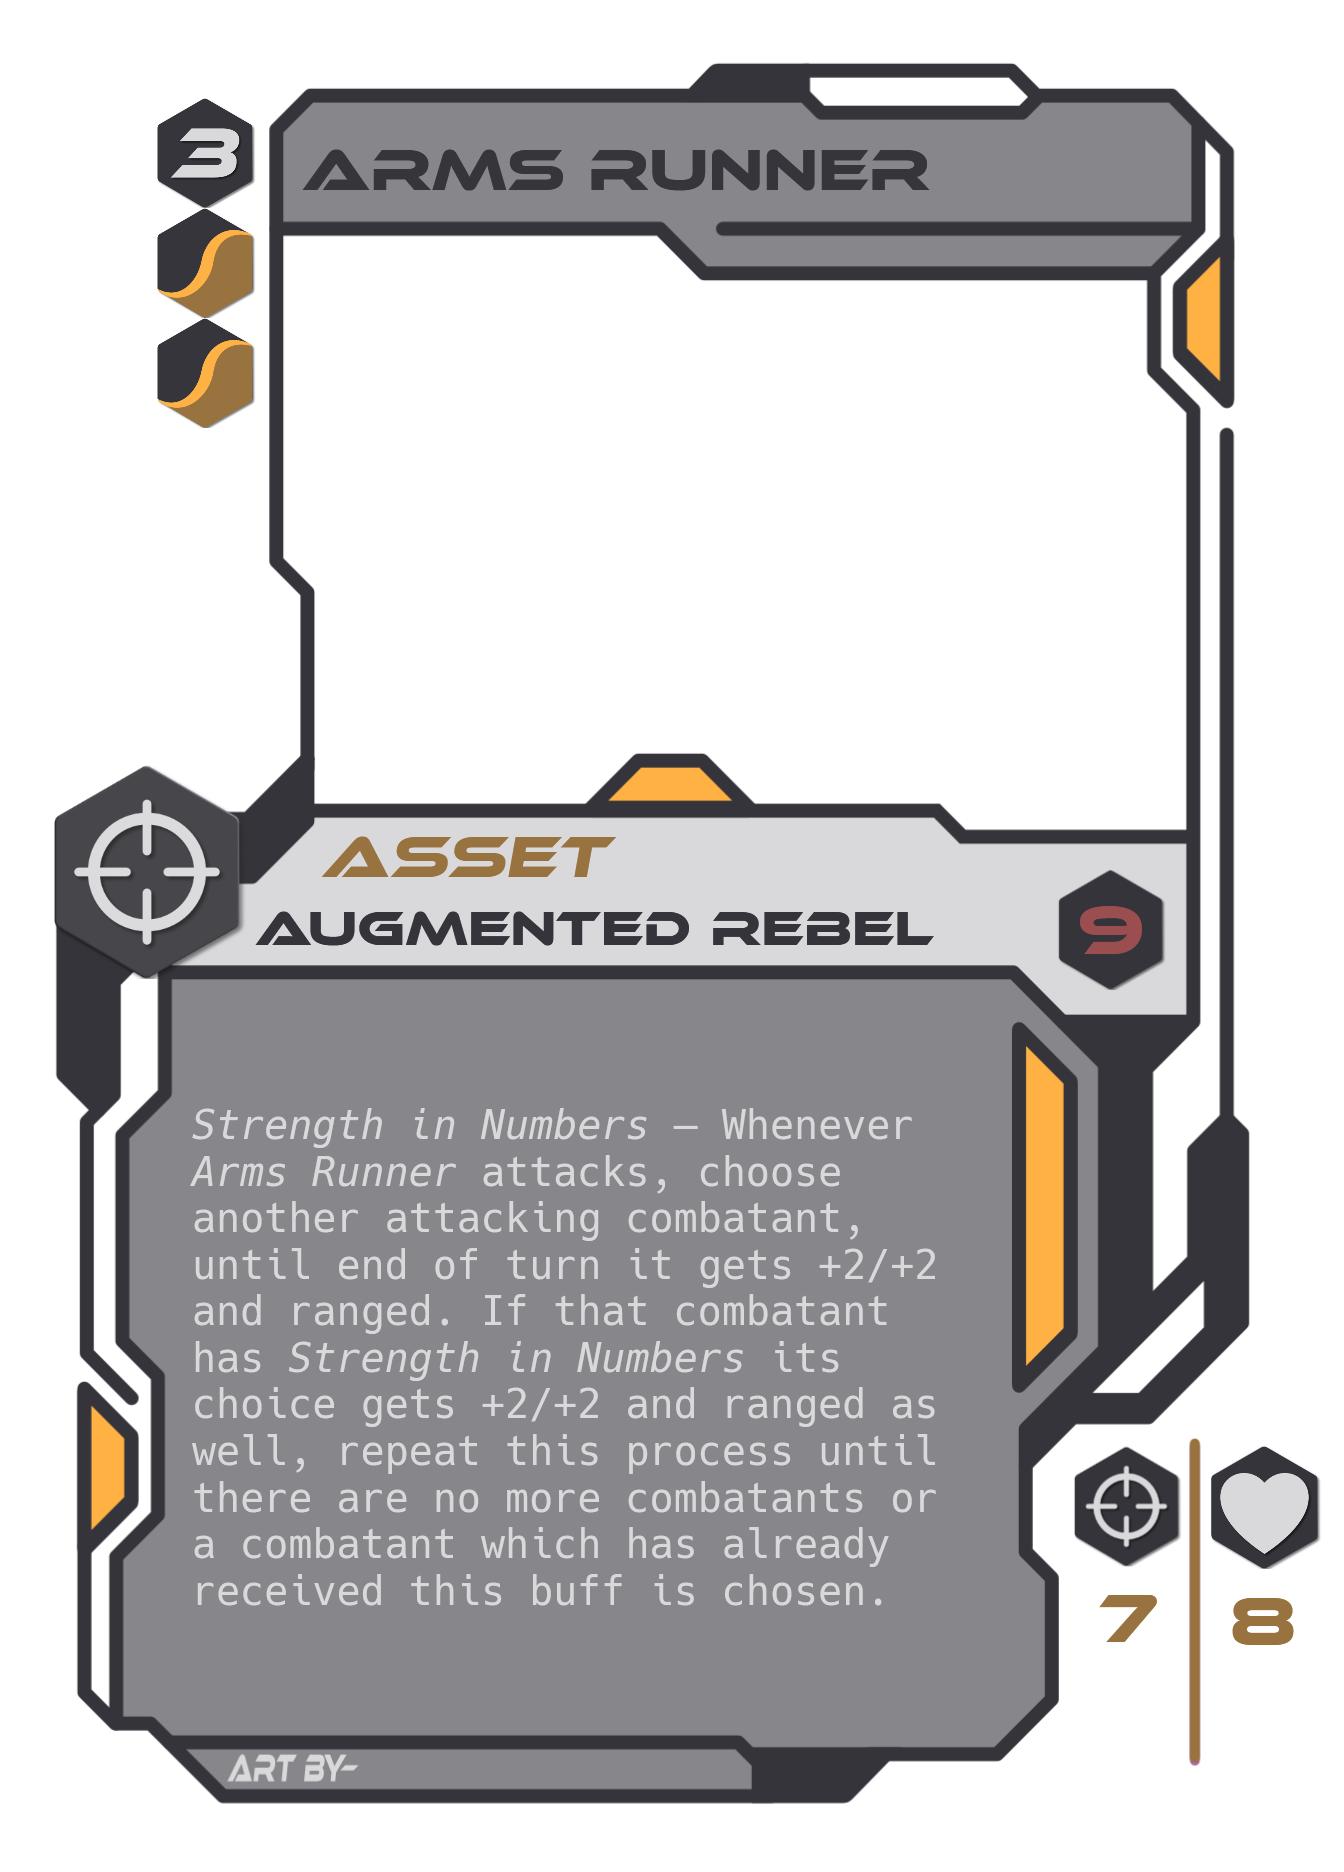 3
ARMS RUNNER
ASSET
AUGMENTED REBEL
9
Strength in Numbers – Whenever
Arms Runner attacks, choose
another attacking combatant,
until end of turn it gets +2/+2
and ranged. If that combatant
has Strength in Numbers its
choice gets +2/+2 and ranged as
well, repeat this process until
there are no more combatants or
a combatant which has already
received this buff is chosen.
7
8
ART BY-